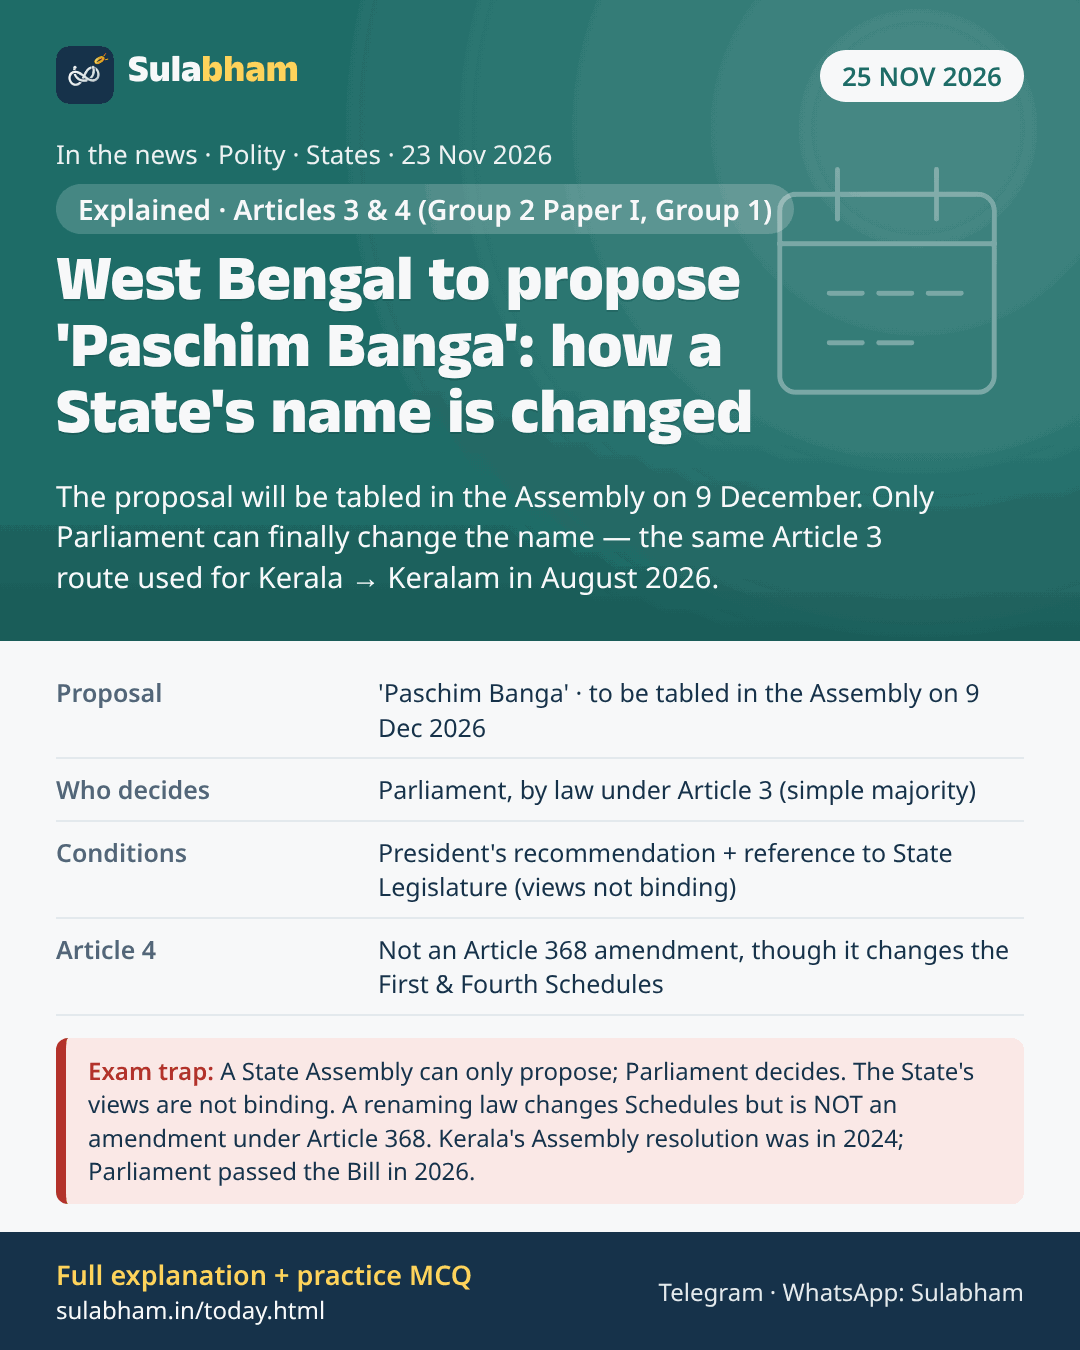 Sulabham
25 NOV 2026
In the news · Polity · States · 23 Nov 2026
Explained · Articles 3 & 4 (Group 2 Paper I, Group 1)
West Bengal to propose
'Paschim Banga': how a
State's name is changed
The proposal will be tabled in the Assembly on 9 December. Only
Parliament can finally change the name — the same Article 3
route used for Kerala → Keralam in August 2026.
Proposal
'Paschim Banga' · to be tabled in the Assembly on 9
Dec 2026
Who decides
Parliament, by law under Article 3 (simple majority)
Conditions
President's recommendation + reference to State
Legislature (views not binding)
Article 4
Not an Article 368 amendment, though it changes the
First & Fourth Schedules
Exam trap: A State Assembly can only propose; Parliament decides. The State's
views are not binding. A renaming law changes Schedules but is NOT an
amendment under Article 368. Kerala's Assembly resolution was in 2024;
Parliament passed the Bill in 2026.
Full explanation + practice MCQ
sulabham.in/today.html
Telegram · WhatsApp: Sulabham